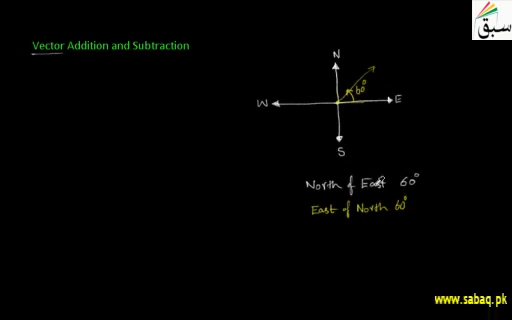 سبق
Vector Addition and Subtraction
N
60°
W
E
S
North of East 60°
East of North 60°
www.sabaq.pk